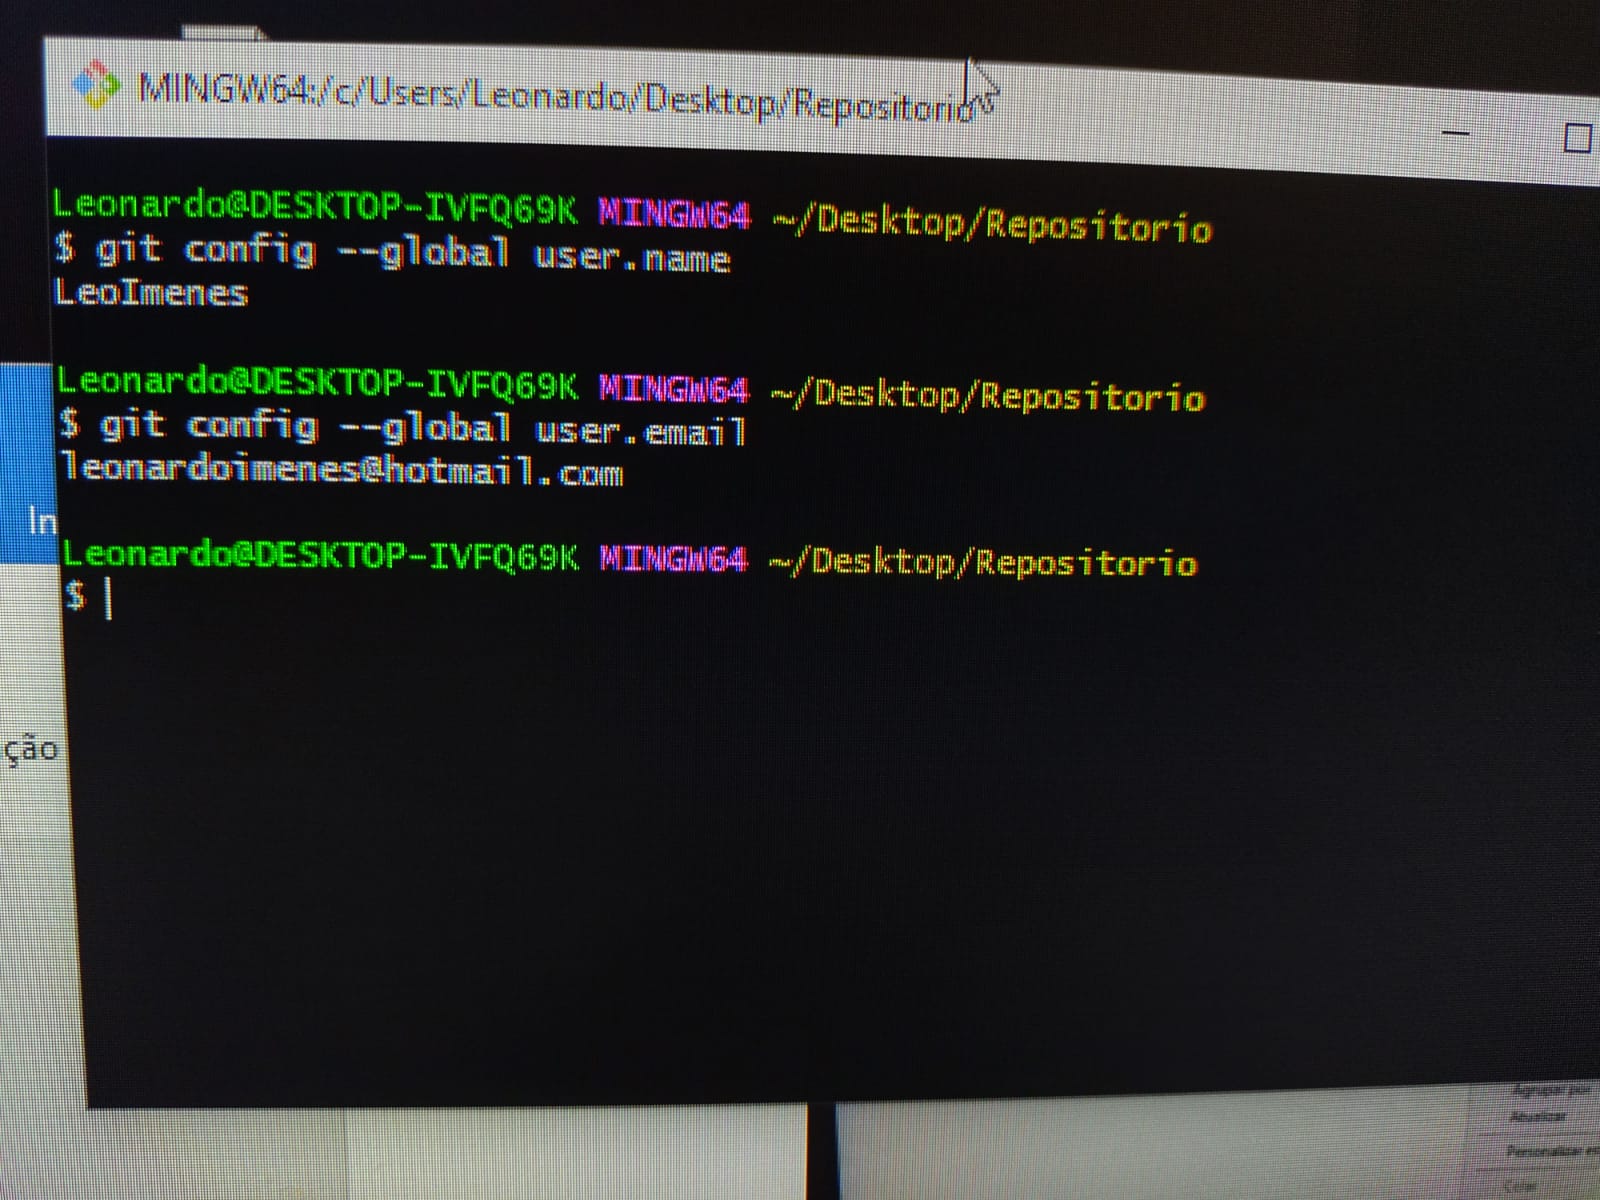 MINGW64:/c/Users/Leonardo/Desktop/Repositorio
Leonardo@DESKTOP-IVFQ69K MINGW64 ~/Desktop/Repositorio
$ git config --global user.name
LeoImenes
Leonardo@DESKTOP-IVFQ69K MINGW64 ~/Desktop/Repositorio
$ git config --global user.email
leonardoimenes@hotmail.com
Leonardo@DESKTOP-IVFQ69K MINGW64 ~/Desktop/Repositorio
$
In
ção
Agrupar por
Atualizar
Personalizar
Colar